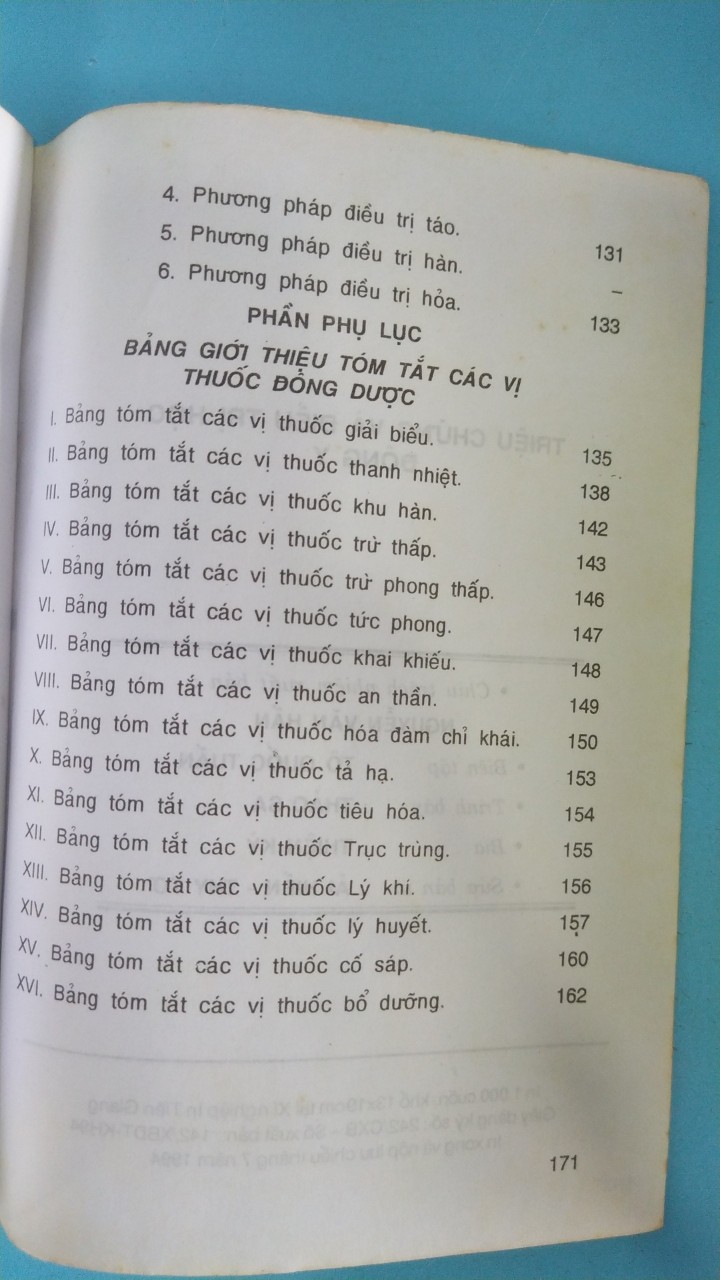 4. Phương pháp điều trị táo. 131
5. Phương pháp điều trị hàn. –
6. Phương pháp điều trị hỏa. 133
PHẦN PHỤ LỤC
BẢNG GIỚI THIỆU TÓM TẮT CÁC VỊ
THUỐC ĐÔNG DƯỢC
I. Bảng tóm tắt các vị thuốc giải biểu. 135
II. Bảng tóm tắt các vị thuốc thanh nhiệt. 138
III. Bảng tóm tắt các vị thuốc khu hàn. 142
IV. Bảng tóm tắt các vị thuốc trừ thấp. 143
V. Bảng tóm tắt các vị thuốc trừ phong thấp. 146
VI. Bảng tóm tắt các vị thuốc tức phong. 147
VII. Bảng tóm tắt các vị thuốc khai khiếu. 148
VIII. Bảng tóm tắt các vị thuốc an thần. 149
IX. Bảng tóm tắt các vị thuốc hóa đàm chỉ khái. 150
X. Bảng tóm tắt các vị thuốc tả hạ. 153
XI. Bảng tóm tắt các vị thuốc tiêu hóa. 154
XII. Bảng tóm tắt các vị thuốc Trục trùng. 155
XIII. Bảng tóm tắt các vị thuốc Lý khí. 156
XIV. Bảng tóm tắt các vị thuốc lý huyết. 157
XV. Bảng tóm tắt các vị thuốc cố sáp. 160
XVI. Bảng tóm tắt các vị thuốc bổ dưỡng. 162
171